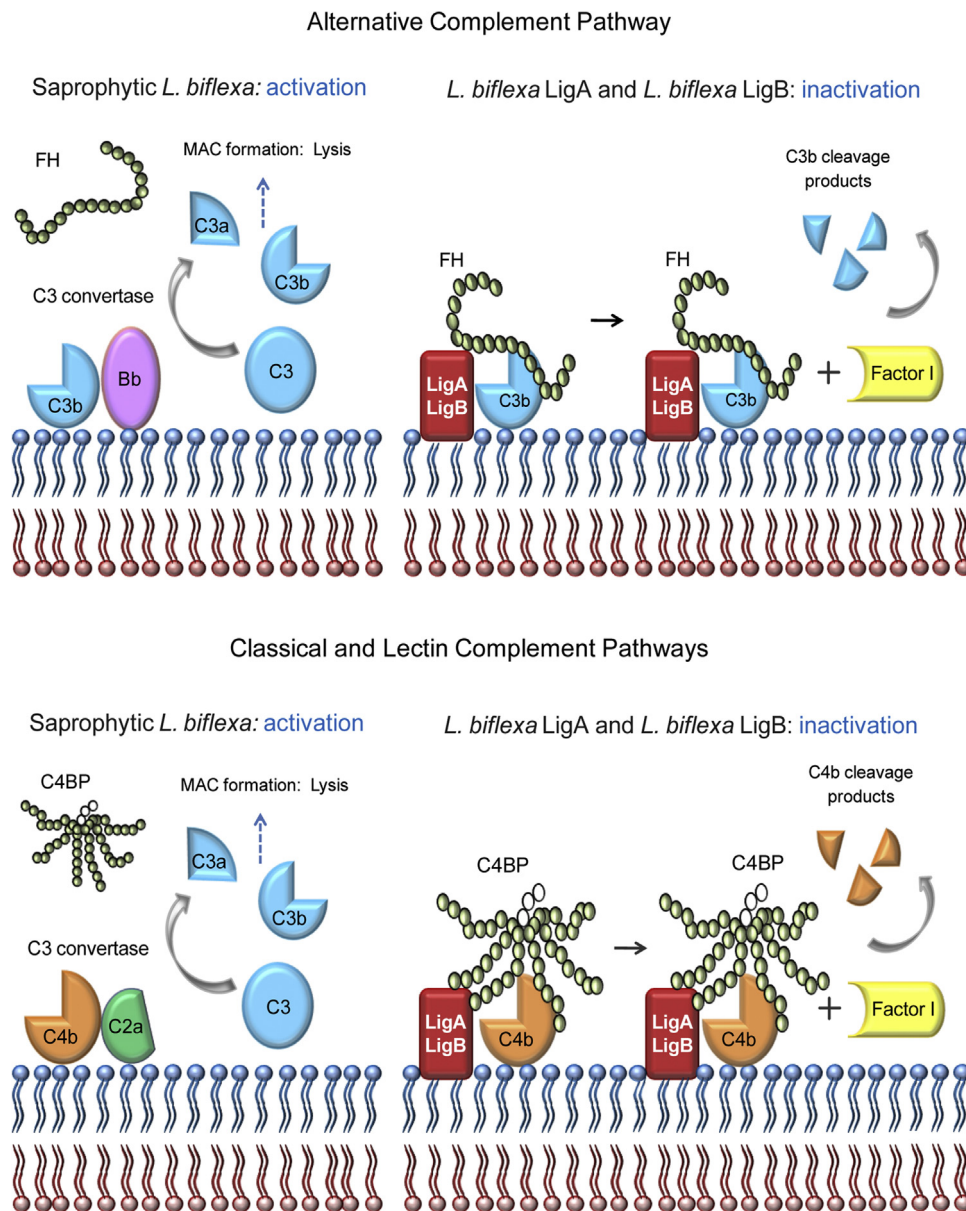 Alternative Complement Pathway
Saprophytic L. biflexa: activation
L. biflexa LigA and L. biflexa LigB: inactivation
FH
MAC formation: Lysis
C3a
C3b
C3 convertase
C3b
Bb
C3
FH
LigA
LigB
C3b
FH
LigA
LigB
C3b
C3b cleavage
products
+
Factor I
Classical and Lectin Complement Pathways
Saprophytic L. biflexa: activation
L. biflexa LigA and L. biflexa LigB: inactivation
C4BP
MAC formation: Lysis
C3a
C3b
C3 convertase
C4b
C2a
C3
C4BP
LigA
LigB
C4b
C4BP
LigA
LigB
C4b
C4b cleavage
products
+
Factor I